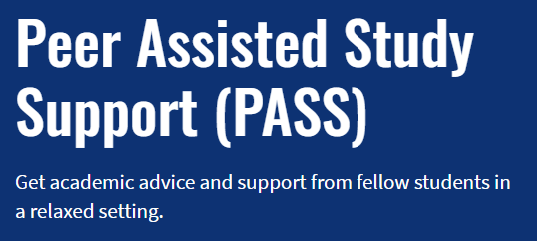 Peer Assisted Study
Support (PASS)
Get academic advice and support from fellow students in
a relaxed setting.